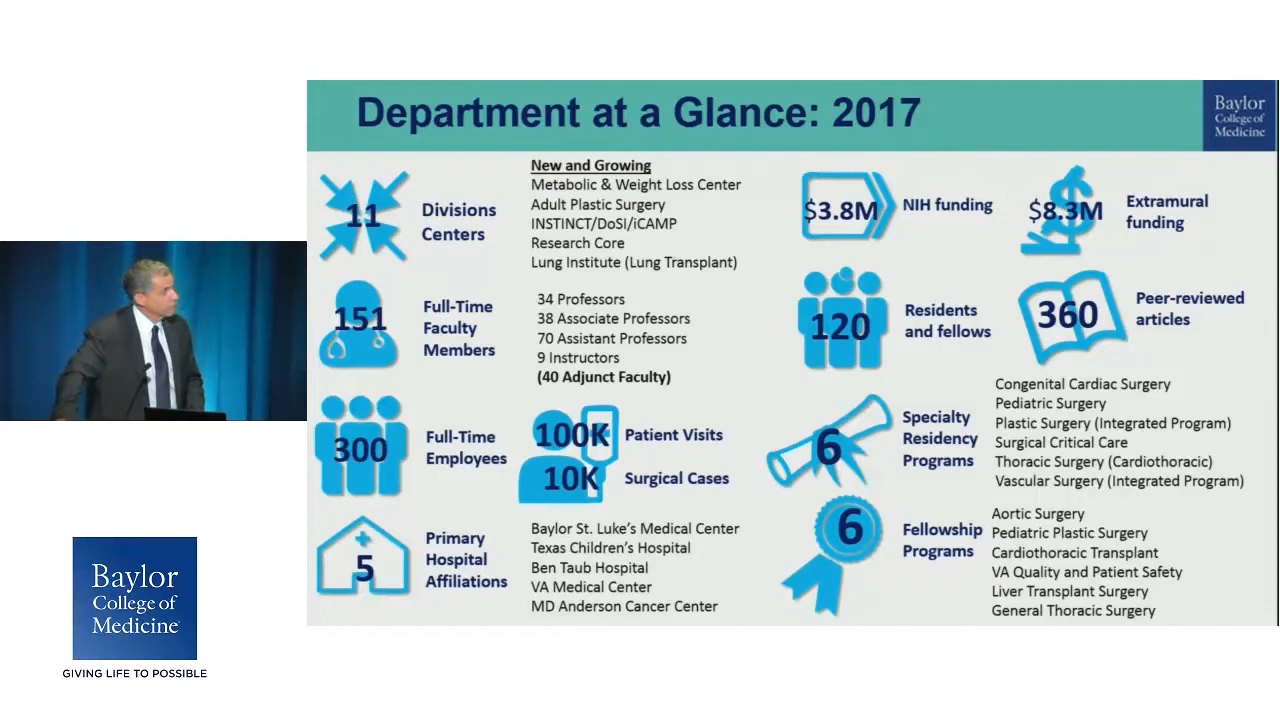 Department at a Glance: 2017
Baylor
College of
Medicine
11
Divisions
Centers
New and Growing
Metabolic & Weight Loss Center
Adult Plastic Surgery
INSTINCT/DoSI/iCAMP
Research Core
Lung Institute (Lung Transplant)
$3.8M
NIH funding
$8.3M
Extramural
funding
151
Full-Time
Faculty
Members
34 Professors
38 Associate Professors
70 Assistant Professors
9 Instructors
(40 Adjunct Faculty)
120
Residents
and fellows
360
Peer-reviewed
articles
300
Full-Time
Employees
100K
Patient Visits
10K
Surgical Cases
6
Specialty
Residency
Programs
Congenital Cardiac Surgery
Pediatric Surgery
Plastic Surgery (Integrated Program)
Surgical Critical Care
Thoracic Surgery (Cardiothoracic)
Vascular Surgery (Integrated Program)
5
Primary
Hospital
Affiliations
Baylor St. Luke's Medical Center
Texas Children's Hospital
Ben Taub Hospital
VA Medical Center
MD Anderson Cancer Center
6
Fellowship
Programs
Aortic Surgery
Pediatric Plastic Surgery
Cardiothoracic Transplant
VA Quality and Patient Safety
Liver Transplant Surgery
General Thoracic Surgery
Baylor
College of
Medicine
GIVING LIFE TO POSSIBLE